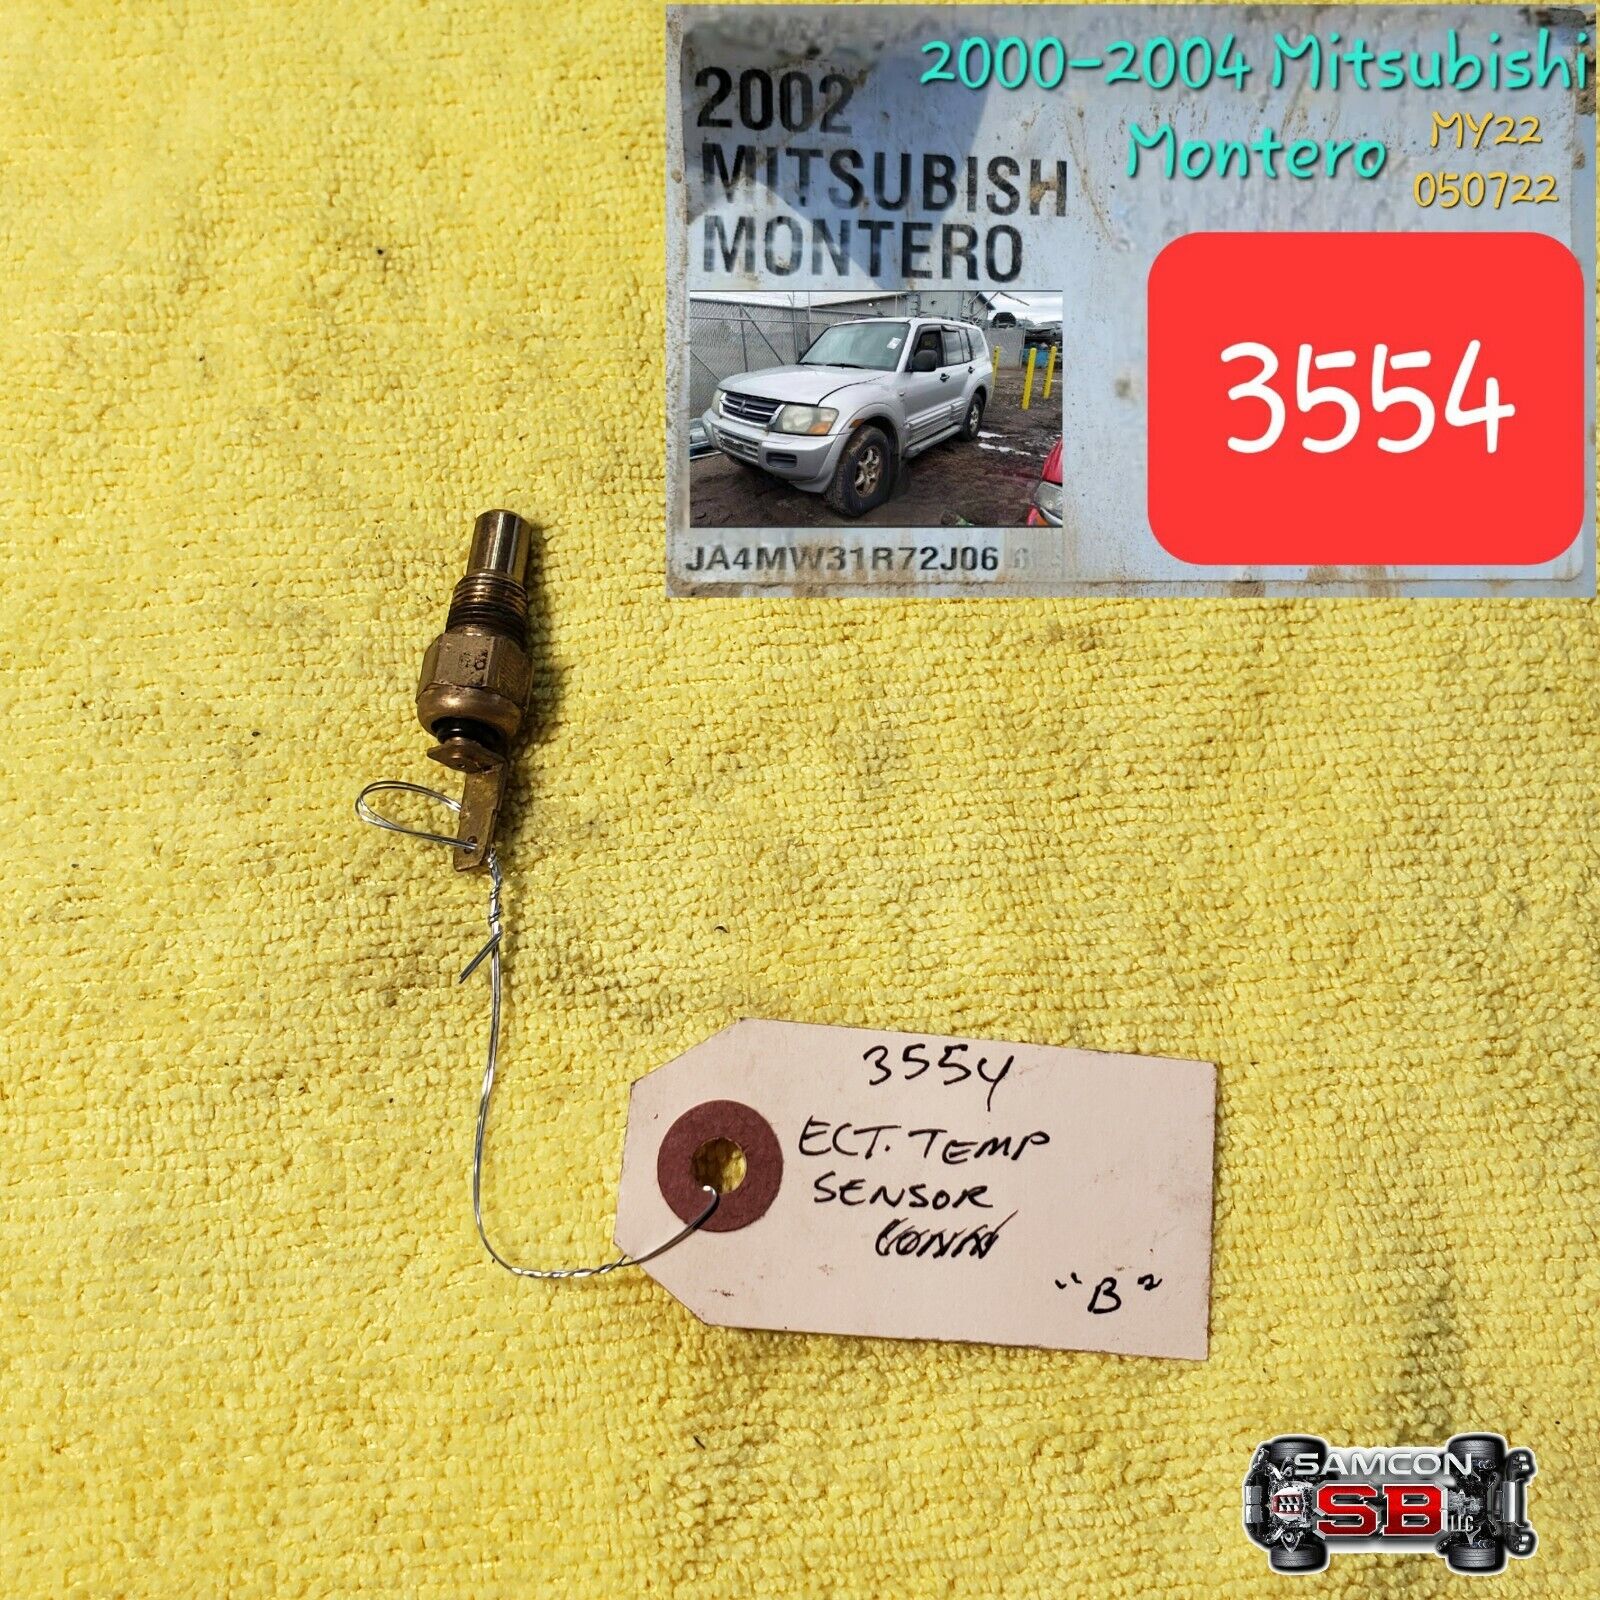 2000-2004 Mitsubishi
Montero
MY22
050722
2002
MITSUBISH
MONTERO
3554
JA4MW31R72J06
3554
ECT. TEMP
SENSOR
"B"
SAMCON
SB
LLC